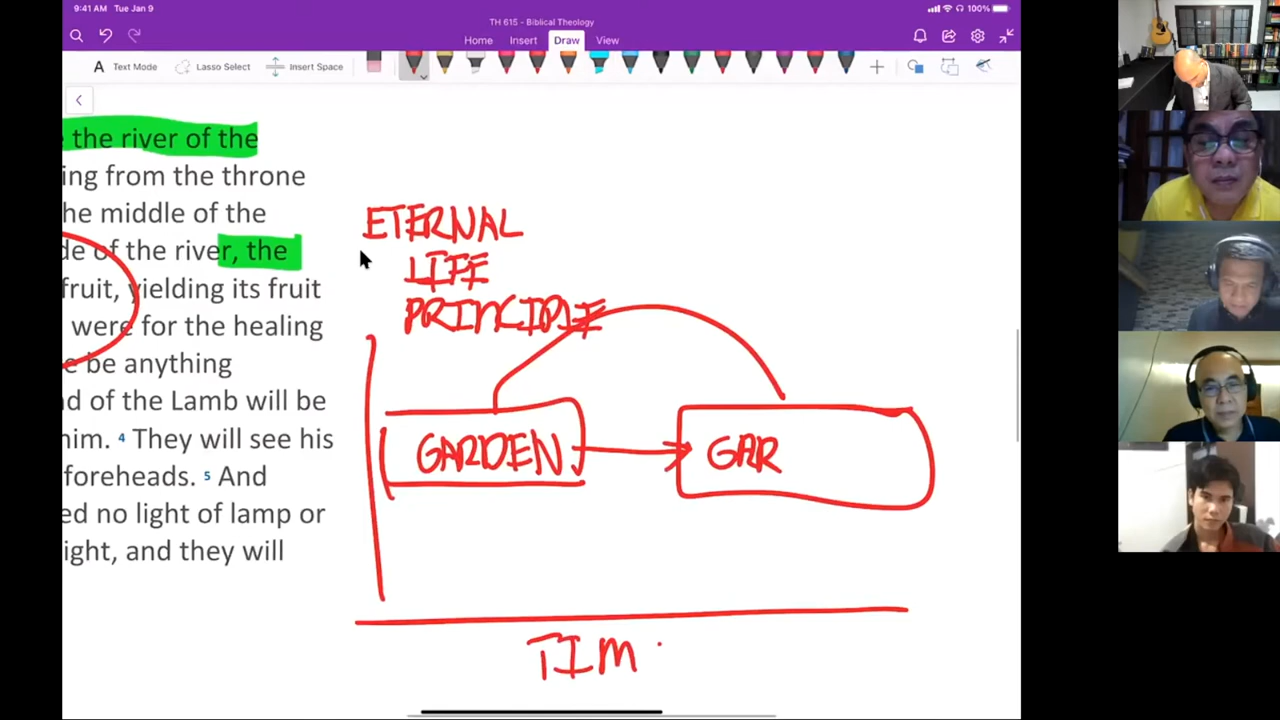 9:41 AM Tue Jan 9
100%
TH 615 - Biblical Theology
Home Insert Draw View
Text Mode Lasso Select Insert Space
the river of the
ing from the throne
he middle of the
de of the river, the
fruit, yielding its fruit
were for the healing
e be anything
d of the Lamb will be
him. 4 They will see his
foreheads. 5 And
ed no light of lamp or
ight, and they will
ETERNAL
LIFE
PRINCIPLE
GARDEN
GAR
TIM